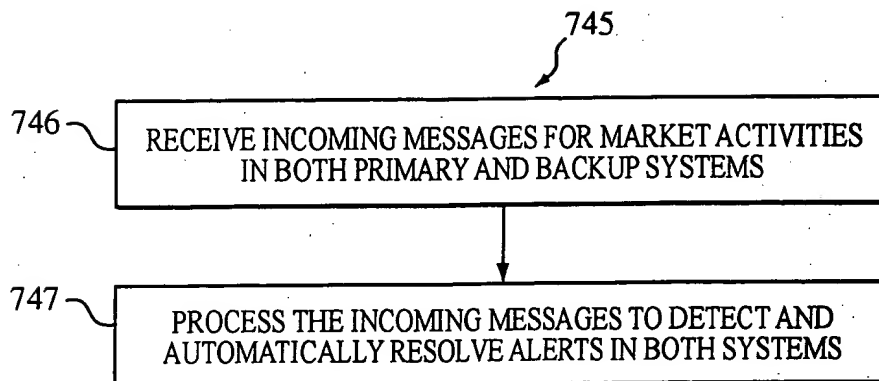 745
746
RECEIVE INCOMING MESSAGES FOR MARKET ACTIVITIES
IN BOTH PRIMARY AND BACKUP SYSTEMS
747
PROCESS THE INCOMING MESSAGES TO DETECT AND
AUTOMATICALLY RESOLVE ALERTS IN BOTH SYSTEMS